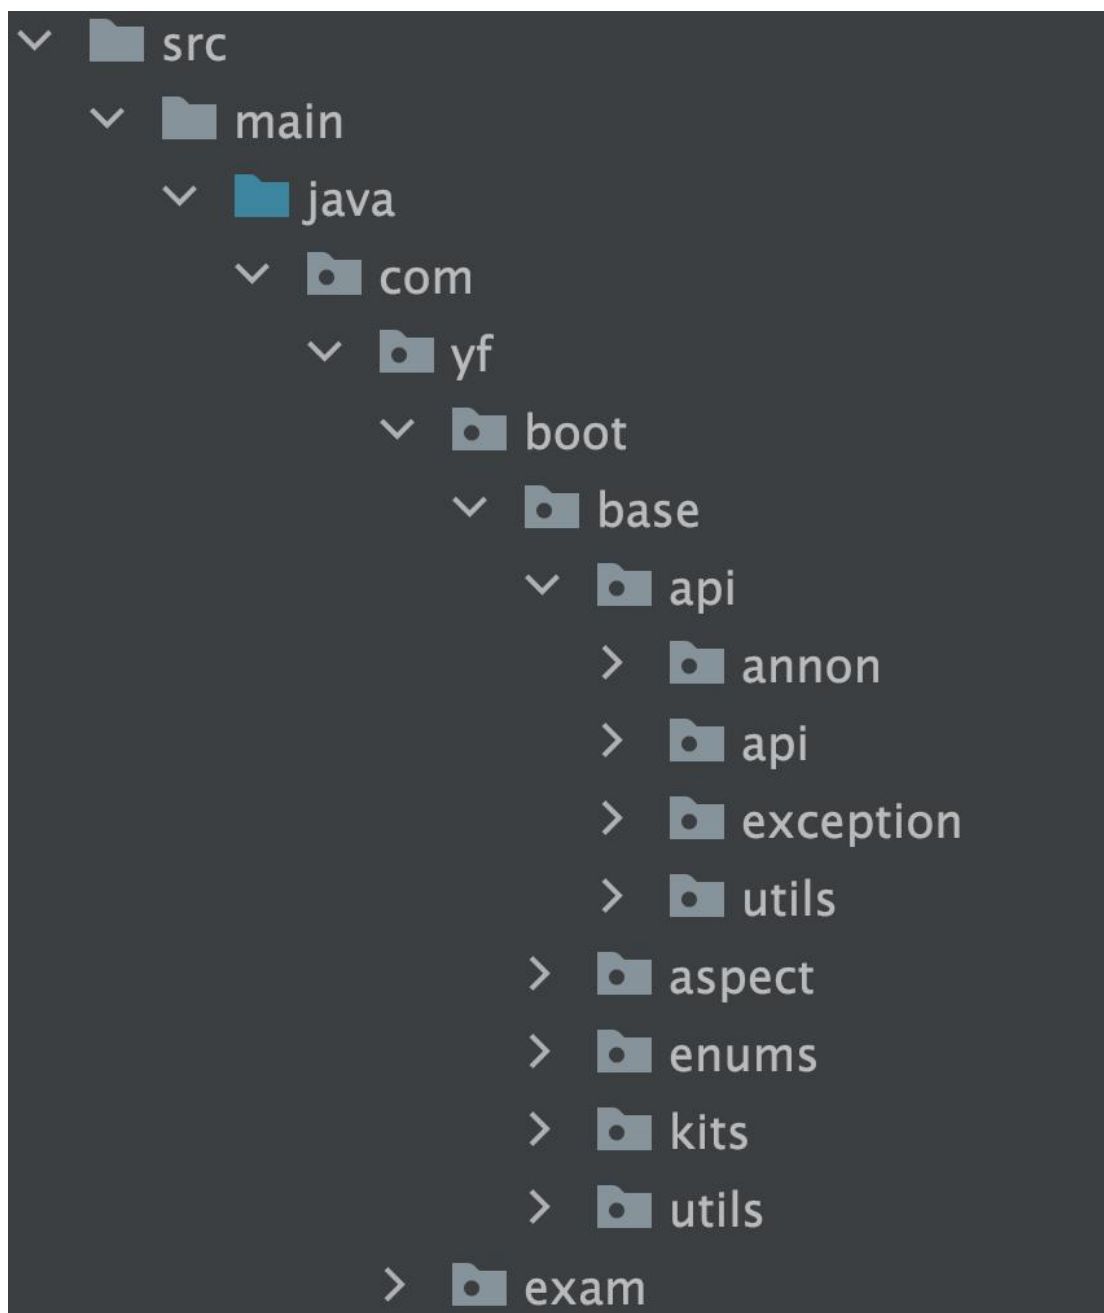 src
main
java
com
yf
boot
base
api
annon
api
exception
utils
aspect
enums
kits
utils
exam